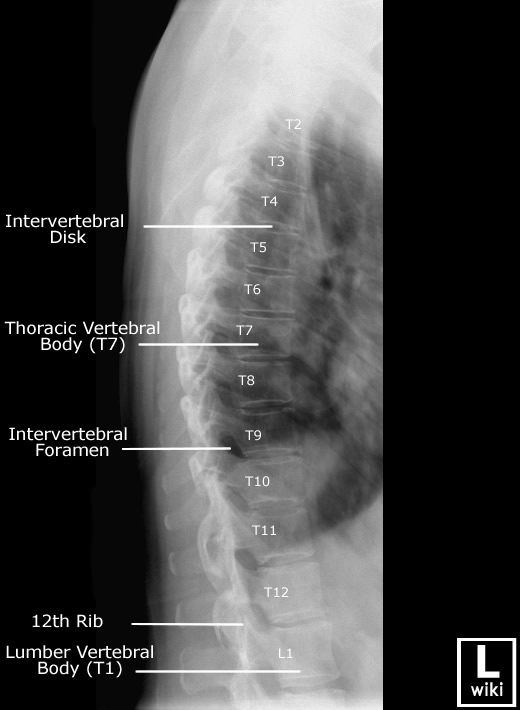 T2
T3
T4
Intervertebral
Disk
T5
T6
Thoracic Vertebral
Body (T7)
T7
T8
Intervertebral
Foramen
T9
T10
T11
T12
12th Rib
Lumber Vertebral
Body (T1)
L1
L
wiki